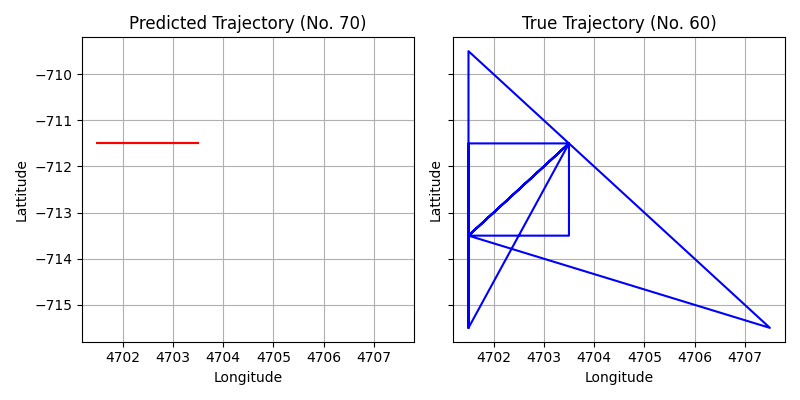 Predicted Trajectory (No. 70)
−710
−711
−712
−713
−714
−715
Lattitude
4702 4703 4704 4705 4706 4707
Longitude
True Trajectory (No. 60)
Lattitude
4702 4703 4704 4705 4706 4707
Longitude